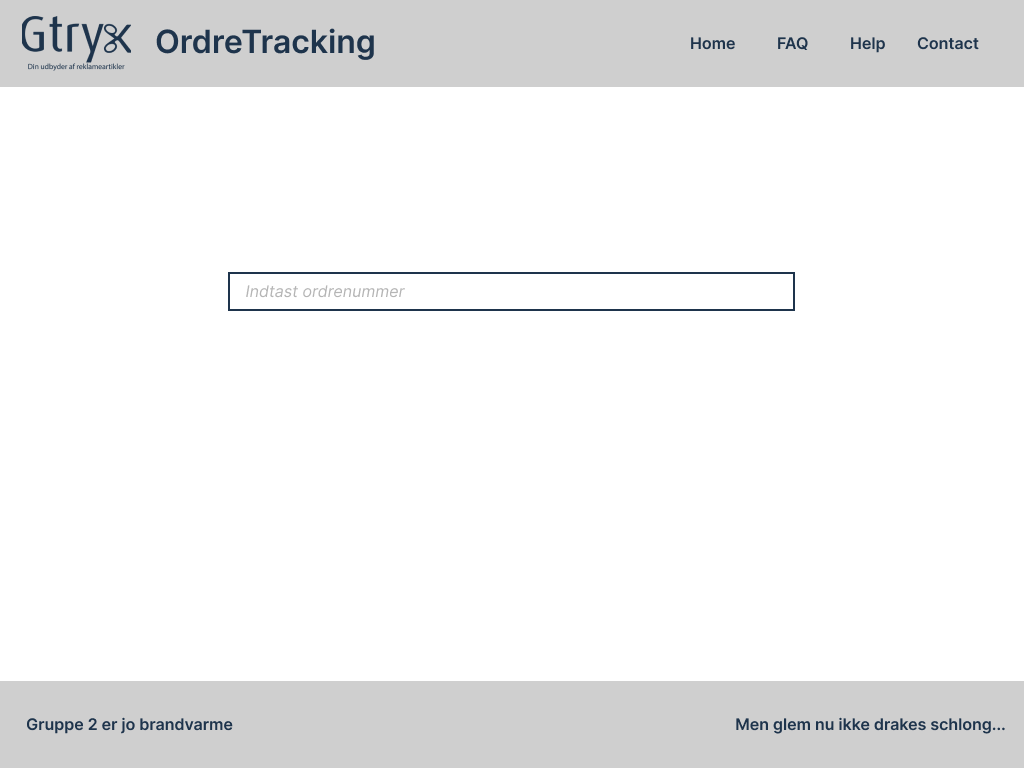 Gtryx
Din udbyder af reklameartikler
OrdreTracking
Home
FAQ
Help
Contact
Indtast ordrenummer
Gruppe 2 er jo brandvarme
Men glem nu ikke drakes schlong...